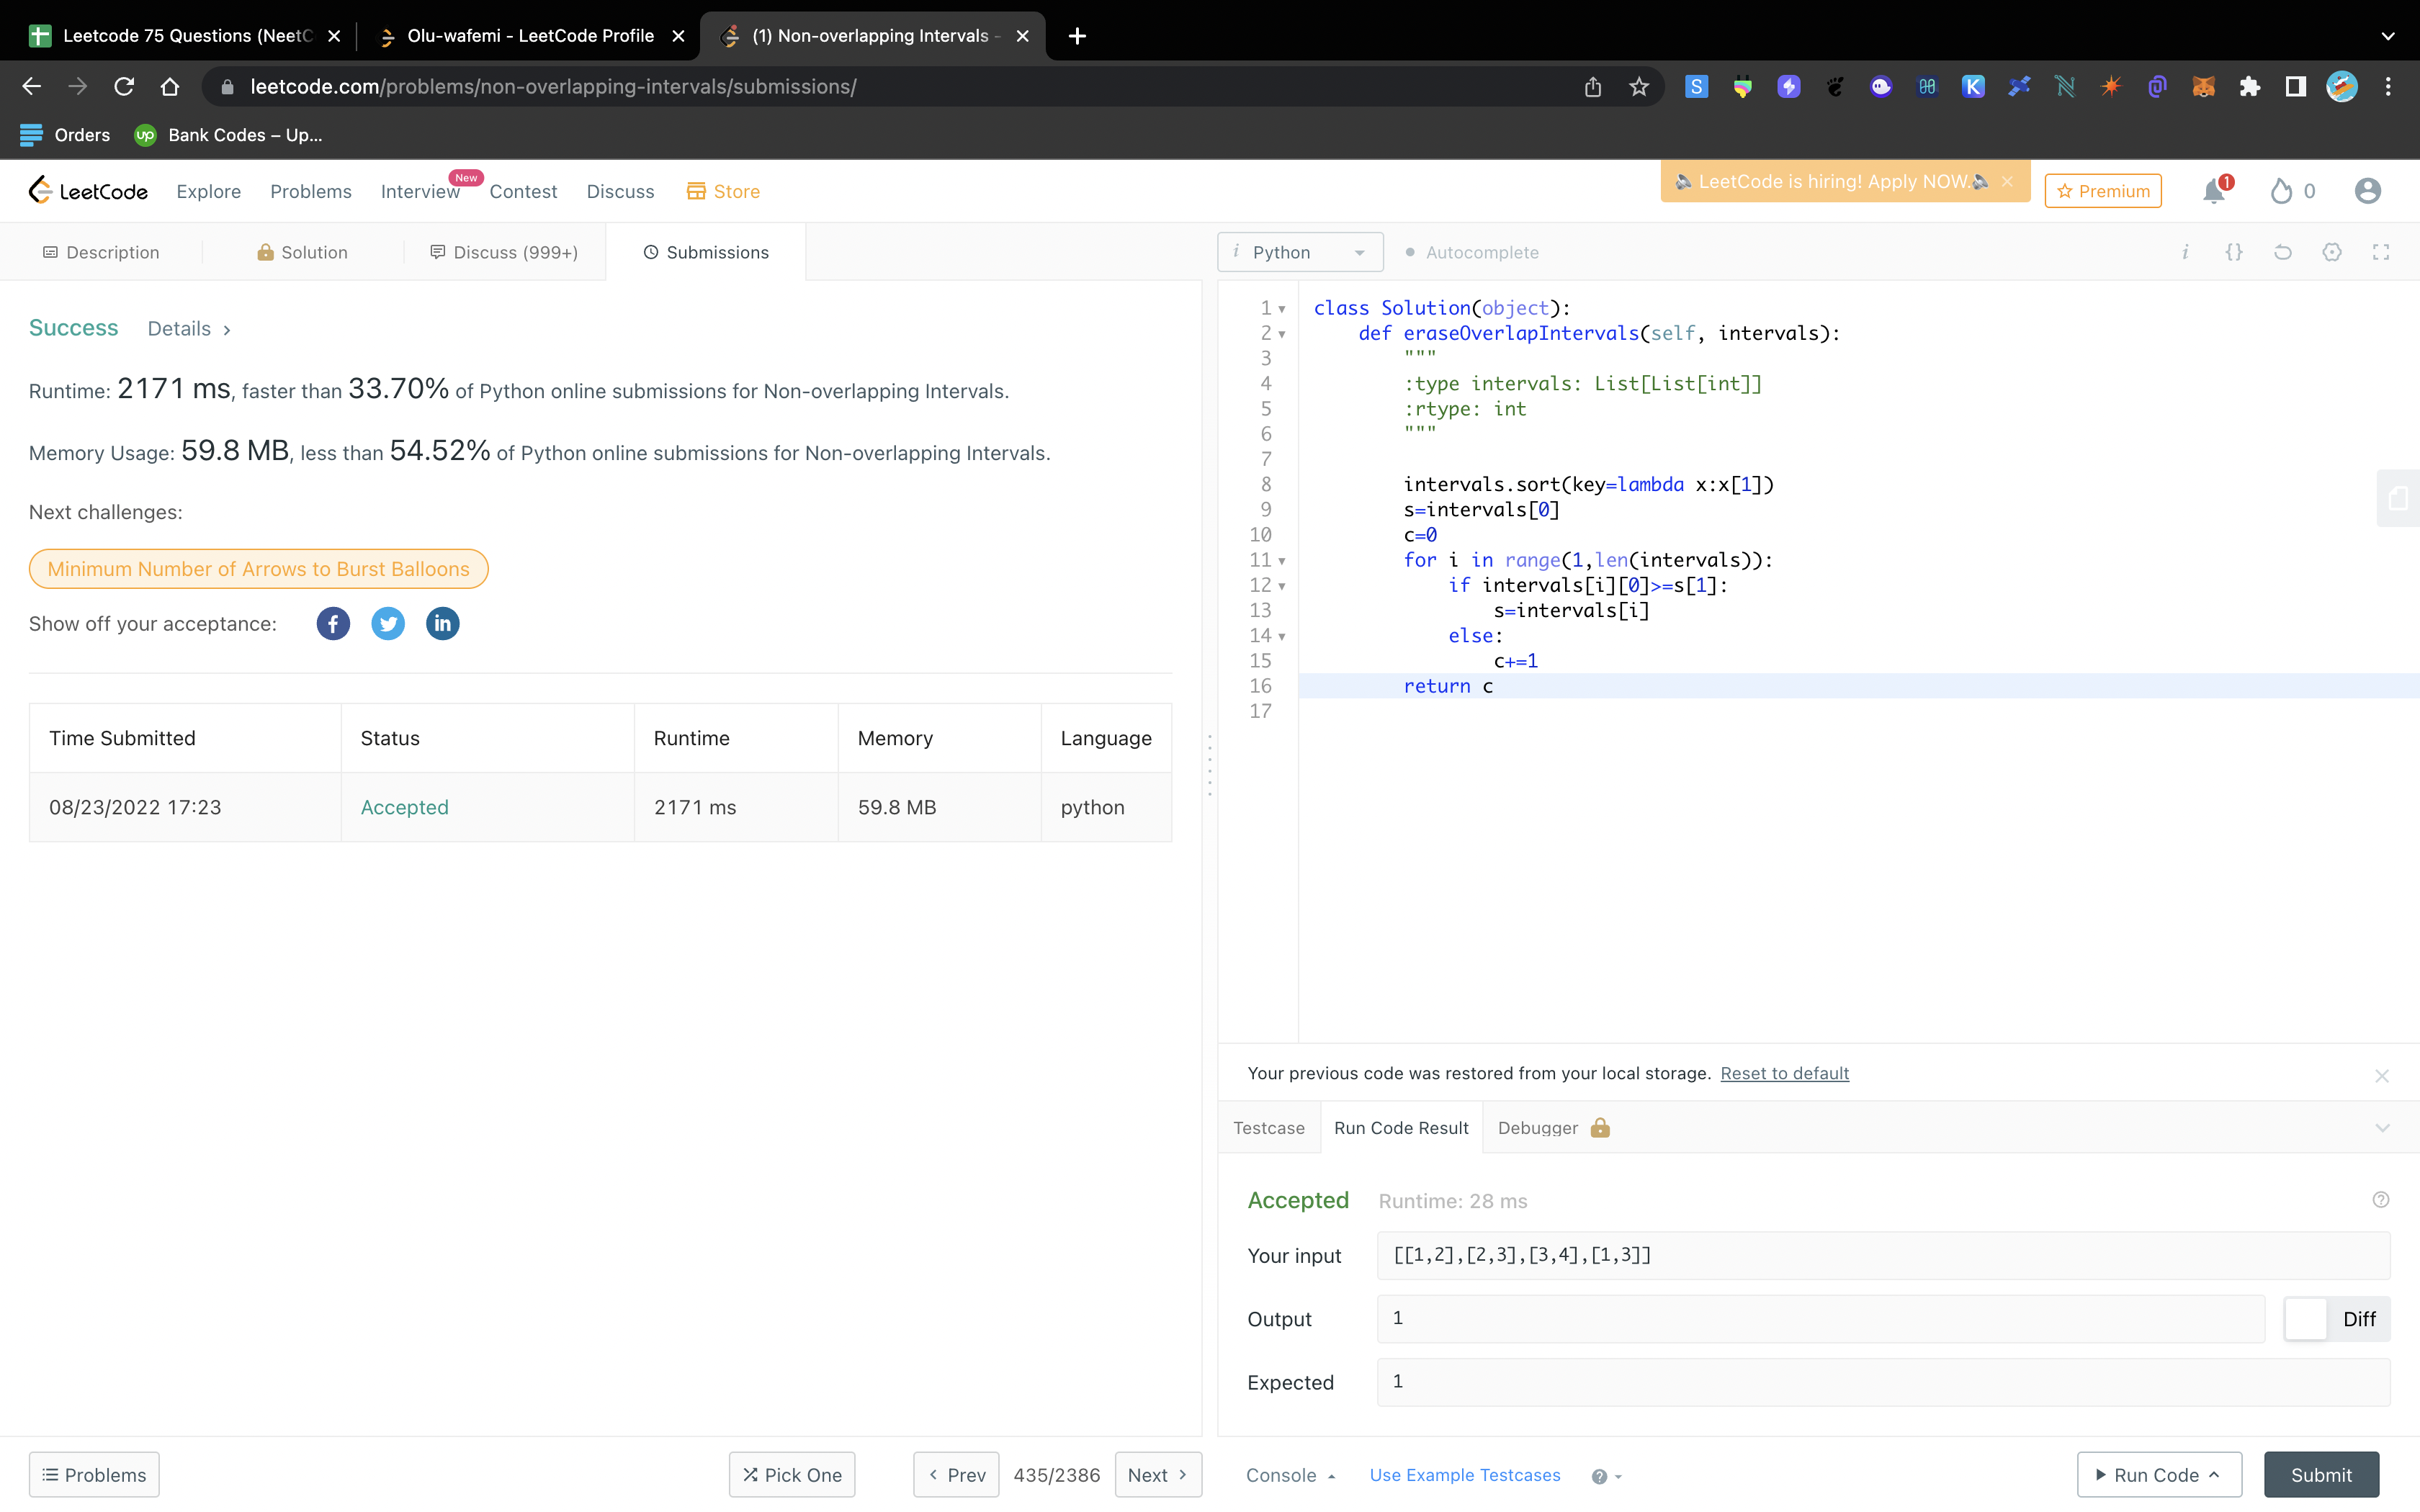 Leetcode 75 Questions (NeetC
Olu-wafemi - LeetCode Profile
(1) Non-overlapping Intervals -
leetcode.com/problems/non-overlapping-intervals/submissions/
Orders
up Bank Codes – Up...
LeetCode
Explore
Problems
Interview
New
Contest
Discuss
Store
LeetCode is hiring! Apply NOW.
Premium
1
0
Description
Solution
Discuss (999+)
Submissions
i Python
Autocomplete
i {}
Success
Details >
Runtime: 2171 ms, faster than 33.70% of Python online submissions for Non-overlapping Intervals.
Memory Usage: 59.8 MB, less than 54.52% of Python online submissions for Non-overlapping Intervals.
Next challenges:
Minimum Number of Arrows to Burst Balloons
Show off your acceptance:
Time Submitted Status Runtime Memory Language
08/23/2022 17:23 Accepted 2171 ms 59.8 MB python
1 class Solution(object):
2 def eraseOverlapIntervals(self, intervals):
3 """
4 :type intervals: List[List[int]]
5 :rtype: int
6 """
7
8 intervals.sort(key=lambda x:x[1])
9 s=intervals[0]
10 c=0
11 for i in range(1,len(intervals)):
12 if intervals[i][0]>=s[1]:
13 s=intervals[i]
14 else:
15 c+=1
16 return c
17
Your previous code was restored from your local storage. Reset to default
Testcase
Run Code Result
Debugger
Accepted Runtime: 28 ms
Your input [[1,2],[2,3],[3,4],[1,3]]
Output 1
Diff
Expected 1
Problems
Pick One
< Prev
435/2386
Next >
Console
Use Example Testcases
Run Code
Submit